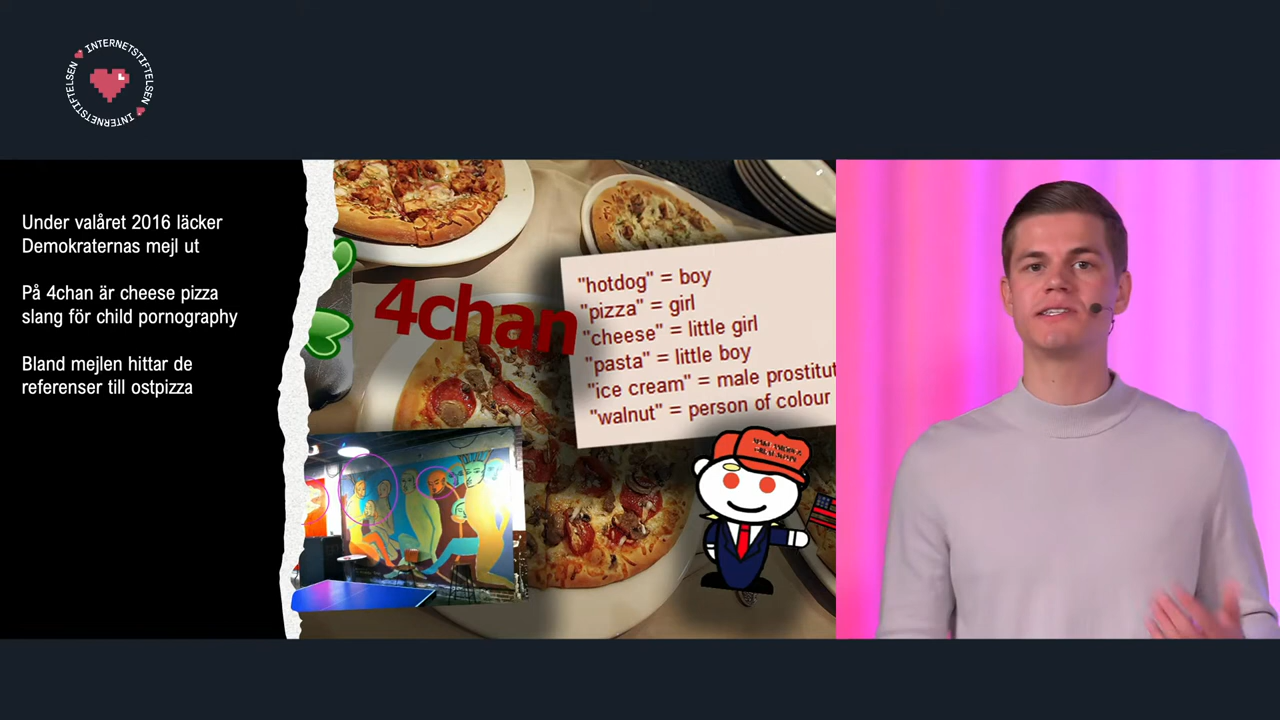 INTERNETSTIFTELSEN
INTERNETSTIFTELSEN
Under valåret 2016 läcker
Demokraternas mejl ut
På 4chan är cheese pizza
slang för child pornography
Bland mejlen hittar de
referenser till ostpizza
4chan
"hotdog" = boy
"pizza" = girl
"cheese" = little girl
"pasta" = little boy
"ice cream" = male prostitut
"walnut" = person of colour